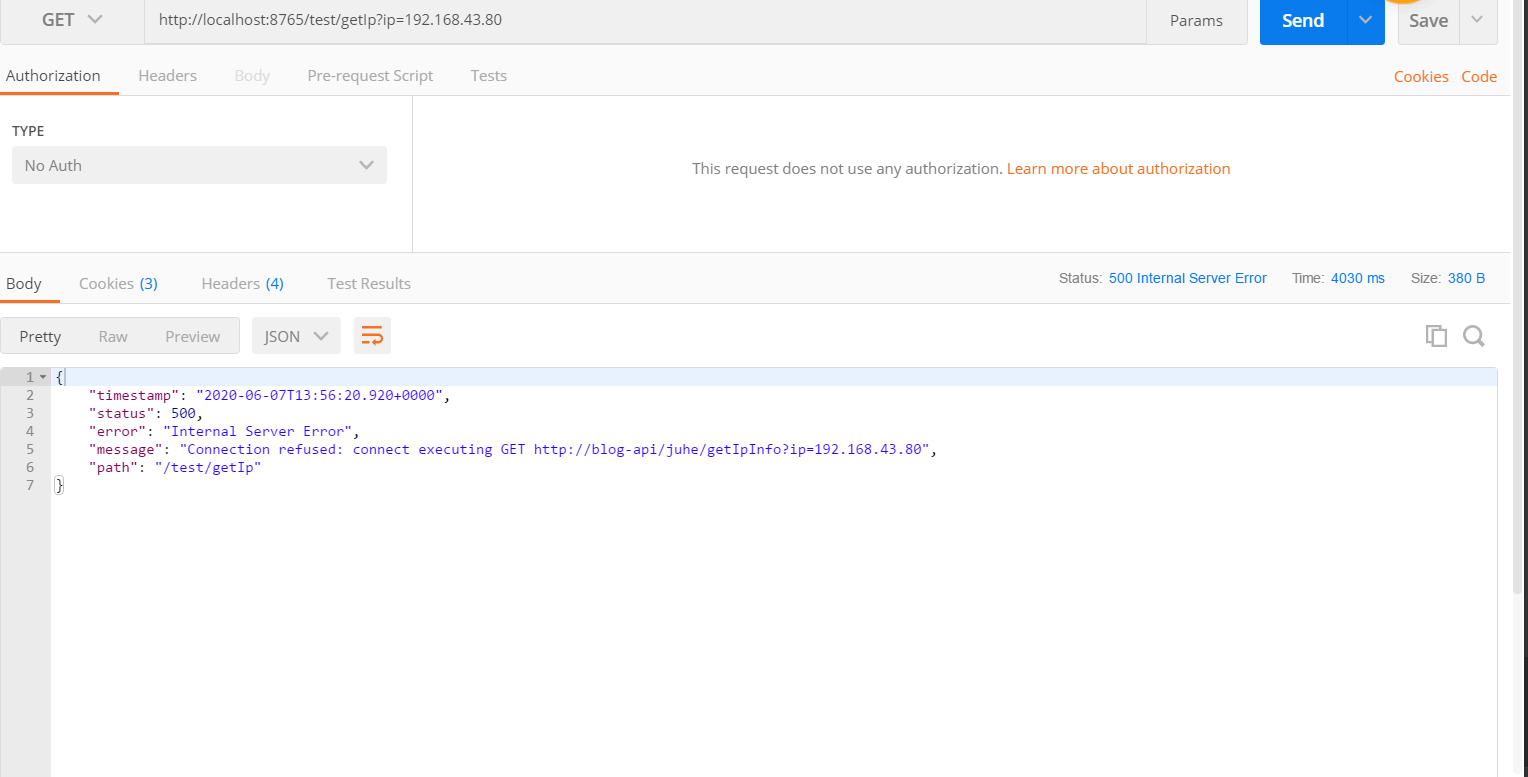 GET http://localhost:8765/test/getIp?ip=192.168.43.80 Params Send Save
Authorization Headers Body Pre-request Script Tests Cookies Code
TYPE
No Auth
This request does not use any authorization. Learn more about authorization
Body Cookies (3) Headers (4) Test Results Status: 500 Internal Server Error Time: 4030 ms Size: 380 B
Pretty Raw Preview JSON
1 {
2 "timestamp": "2020-06-07T13:56:20.920+0000",
3 "status": 500,
4 "error": "Internal Server Error",
5 "message": "Connection refused: connect executing GET http://blog-api/juhe/getIpInfo?ip=192.168.43.80",
6 "path": "/test/getIp"
7 }